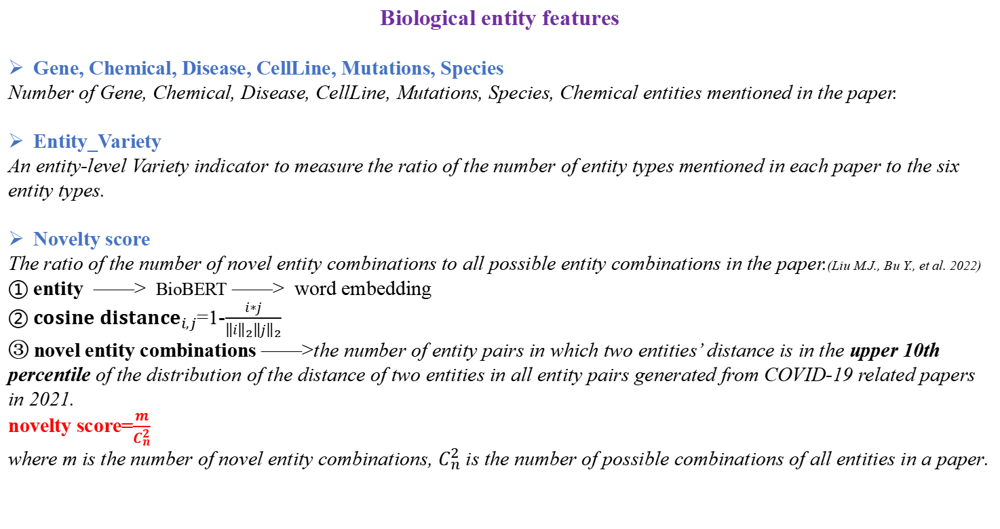 Biological entity features
➢ Gene, Chemical, Disease, CellLine, Mutations, Species
Number of Gene, Chemical, Disease, CellLine, Mutations, Species, Chemical entities mentioned in the paper.
➢ Entity_Variety
An entity-level Variety indicator to measure the ratio of the number of entity types mentioned in each paper to the six
entity types.
➢ Novelty score
The ratio of the number of novel entity combinations to all possible entity combinations in the paper.(Liu M.J., Bu Y., et al. 2022)
① entity ——> BioBERT ——> word embedding
② cosine distance_{i,j}=1-\frac{i*j}{‖i‖_2‖j‖_2}
③ novel entity combinations ——>the number of entity pairs in which two entities’ distance is in the upper 10th
percentile of the distribution of the distance of two entities in all entity pairs generated from COVID-19 related papers
in 2021.
novelty score=\frac{m}{C_n^2}
where m is the number of novel entity combinations, C_n^2 is the number of possible combinations of all entities in a paper.